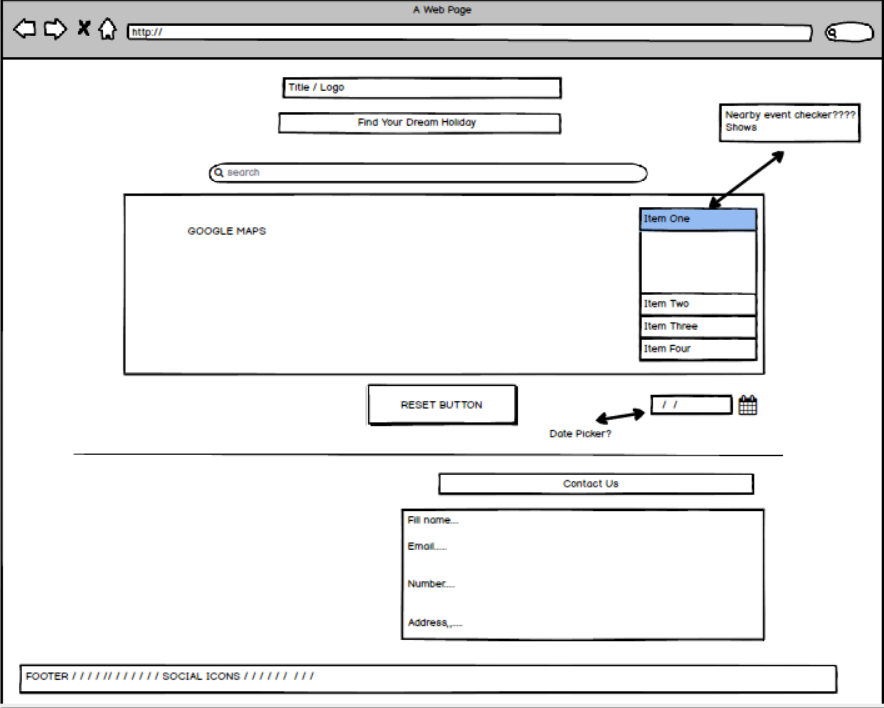 A Web Page
http://
Title / Logo
Find Your Dream Holiday
Nearby event checker????
Shows
search
GOOGLE MAPS
Item One
Item Two
Item Three
Item Four
RESET BUTTON
/ /
Date Picker?
Contact Us
Fill name...
Email.....
Number....
Address,,....
FOOTER / / / / // / / / / / / SOCIAL ICONS / / / / / /  / / /